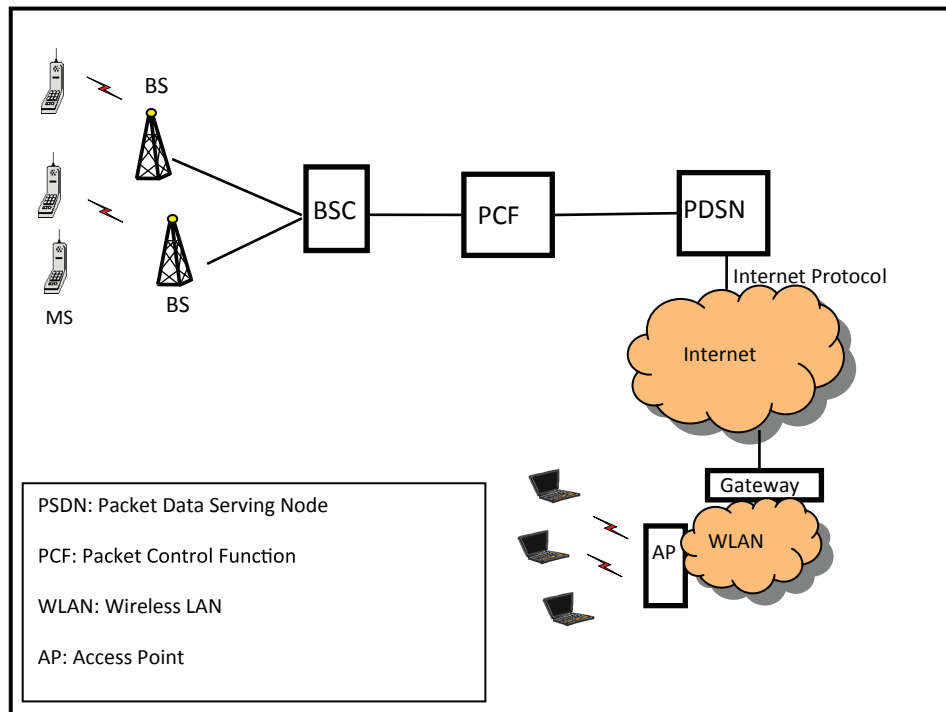 BS
BSC
PCF
PDSN
BS
MS
Internet Protocol
Internet
Gateway
WLAN
AP
PSDN: Packet Data Serving Node
PCF: Packet Control Function
WLAN: Wireless LAN
AP: Access Point